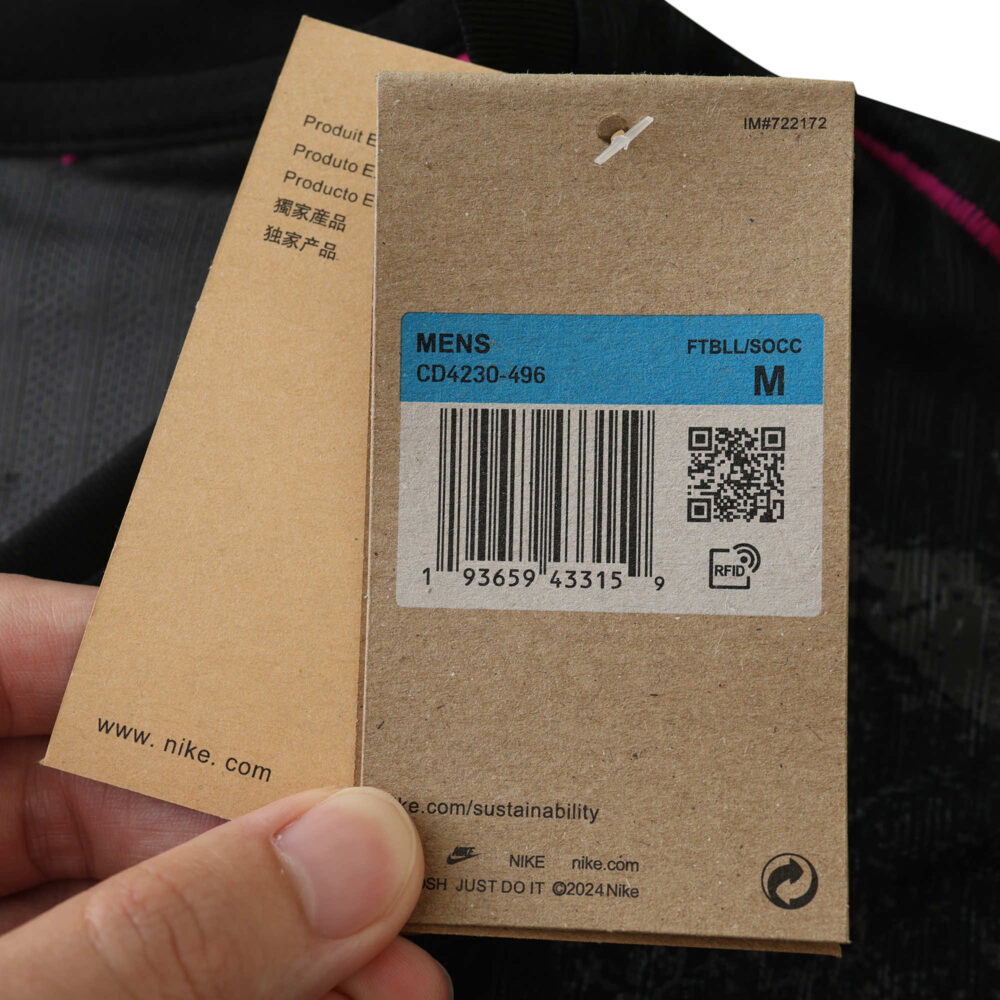 Produit E
Produto E
Producto E
獨家產品
独家产品
www. nike. com
IM#722172
MENS
FTBLL/SOCC
CD4230-496
M
1 93659 43315 9
RFID
ke.com/sustainability
NIKE nike.com
OSH JUST DO IT ©2024 Nike